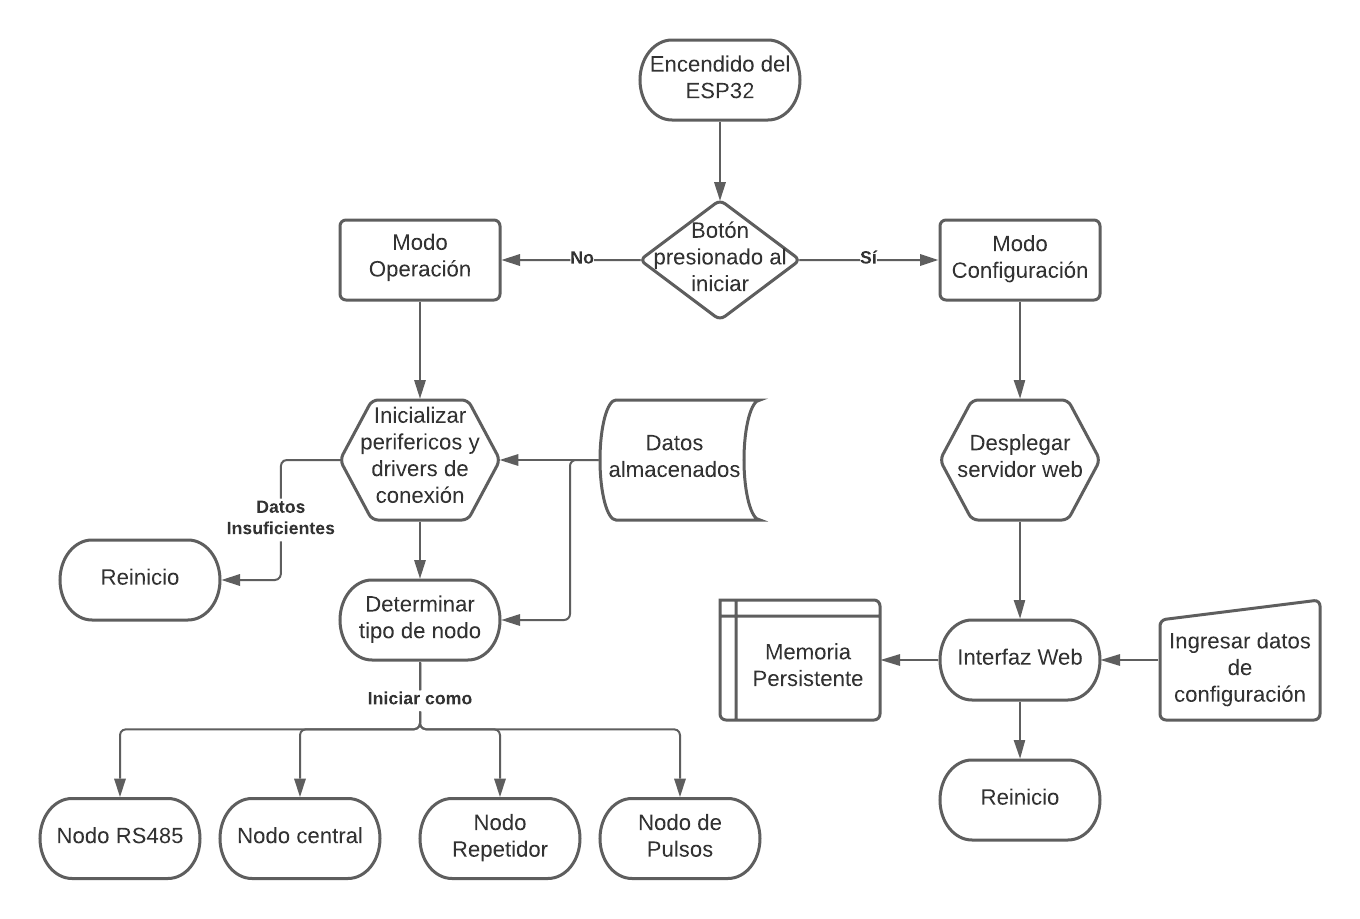 Encendido del
ESP32
Botón
presionado al
iniciar
No
Sí
Modo
Operación
Modo
Configuración
Inicializar
perifericos y
drivers de
conexión
Datos
almacenados
Desplegar
servidor web
Datos
Insuficientes
Reinicio
Determinar
tipo de nodo
Memoria
Persistente
Interfaz Web
Ingresar datos
de
configuración
Iniciar como
Reinicio
Nodo RS485
Nodo central
Nodo
Repetidor
Nodo de
Pulsos